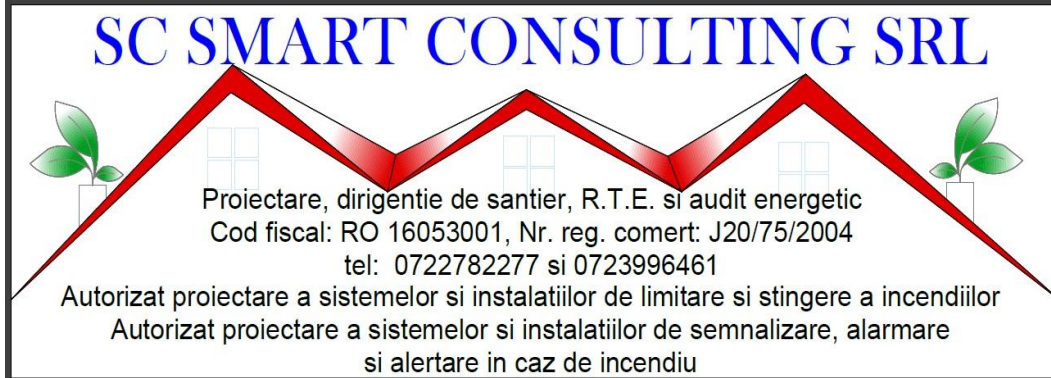 SC SMART CONSULTING SRL
Proiectare, dirigentie de santier, R.T.E. si audit energetic
Cod fiscal: RO 16053001, Nr. reg. comert: J20/75/2004
tel: 0722782277 si 0723996461
Autorizat proiectare a sistemelor si instalatiilor de limitare si stingere a incendiilor
Autorizat proiectare a sistemelor si instalatiilor de semnalizare, alarmare
si alertare in caz de incendiu